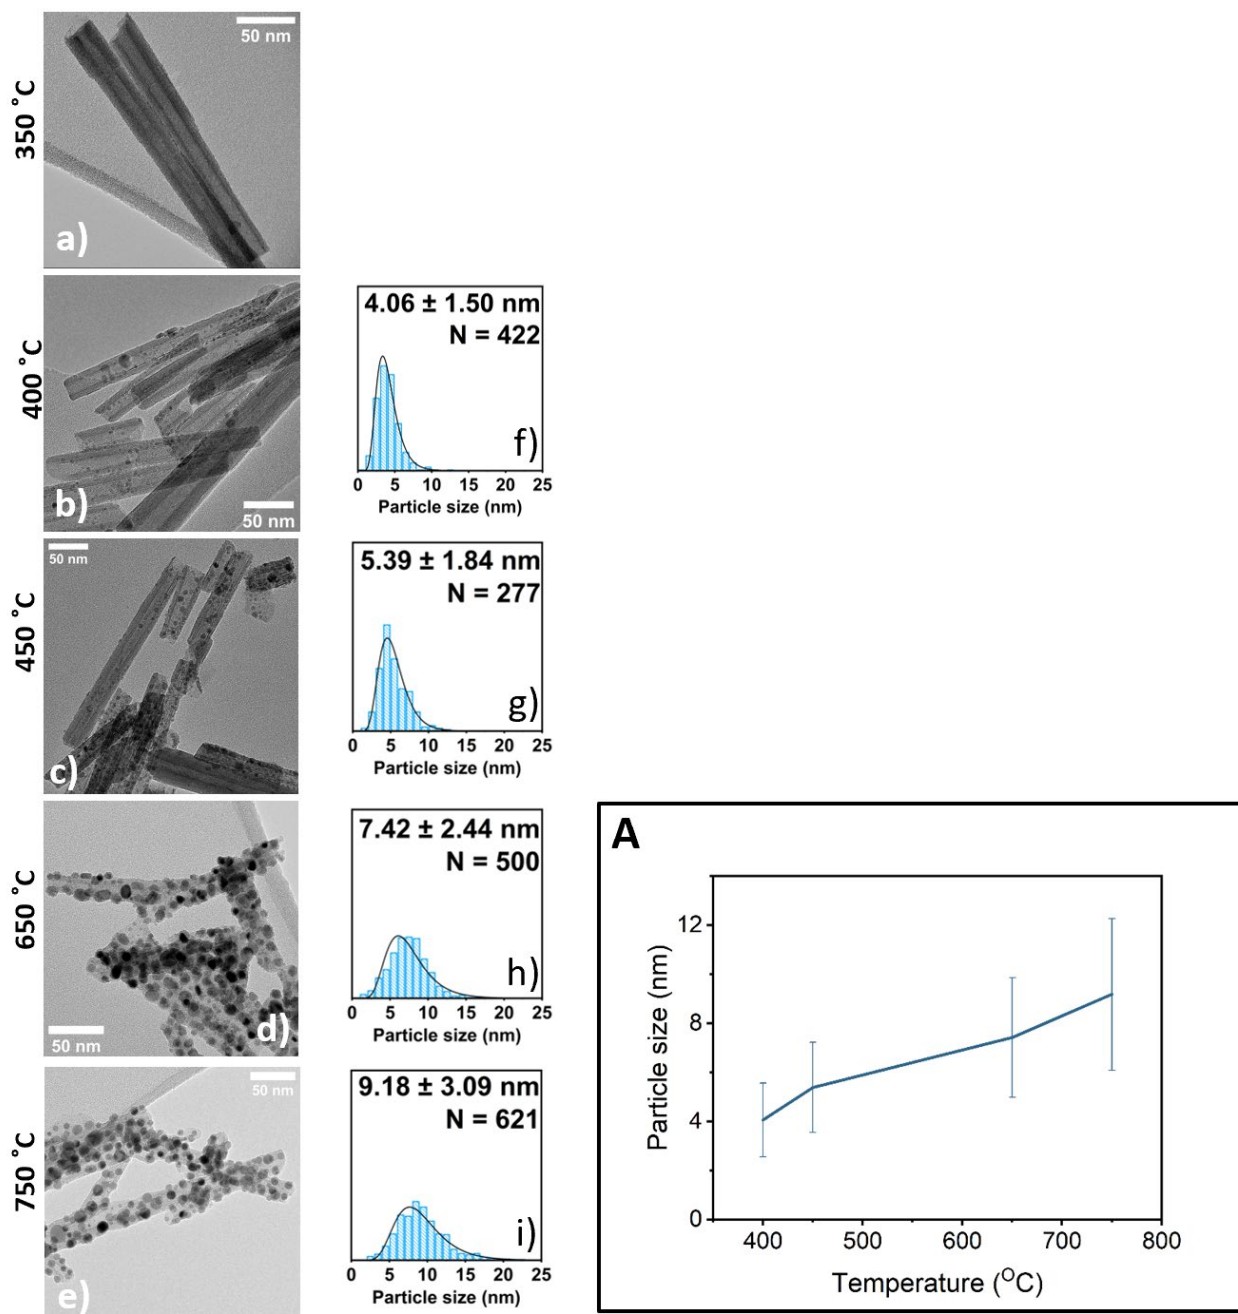 350 °C
50 nm
a)
400 °C
b)
50 nm
4.06 ± 1.50 nm
N = 422
f)
0 5 10 15 20 25
Particle size (nm)
450 °C
50 nm
c)
5.39 ± 1.84 nm
N = 277
g)
0 5 10 15 20 25
Particle size (nm)
650 °C
50 nm
d)
7.42 ± 2.44 nm
N = 500
h)
0 5 10 15 20 25
Particle size (nm)
750 °C
50 nm
e)
9.18 ± 3.09 nm
N = 621
i)
0 5 10 15 20 25
Particle size (nm)
A
Particle size (nm)
12
8
4
0
400 500 600 700 800
Temperature (OC)